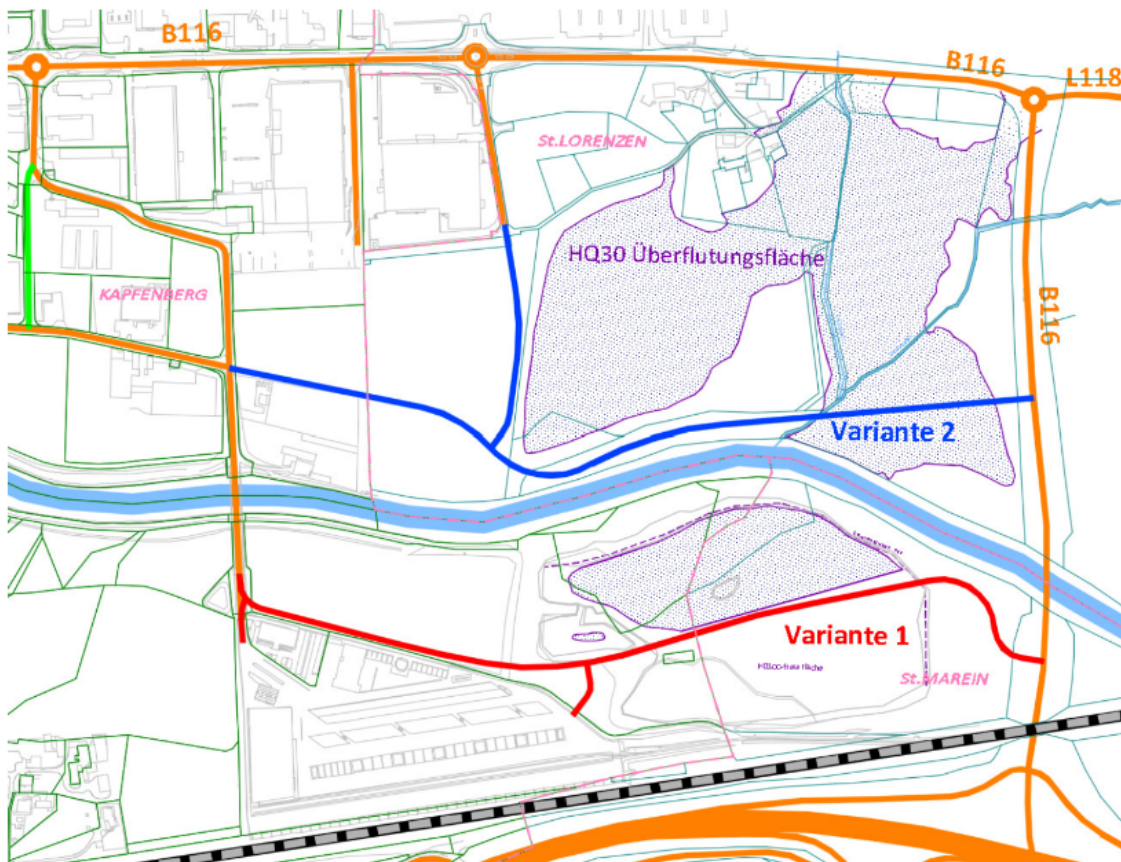 B116
B116
L118
St.LORENZEN
HQ30 Überflutungsfläche
KAPFENBERG
B116
Variante 2
Variante 1
St.MAREIN